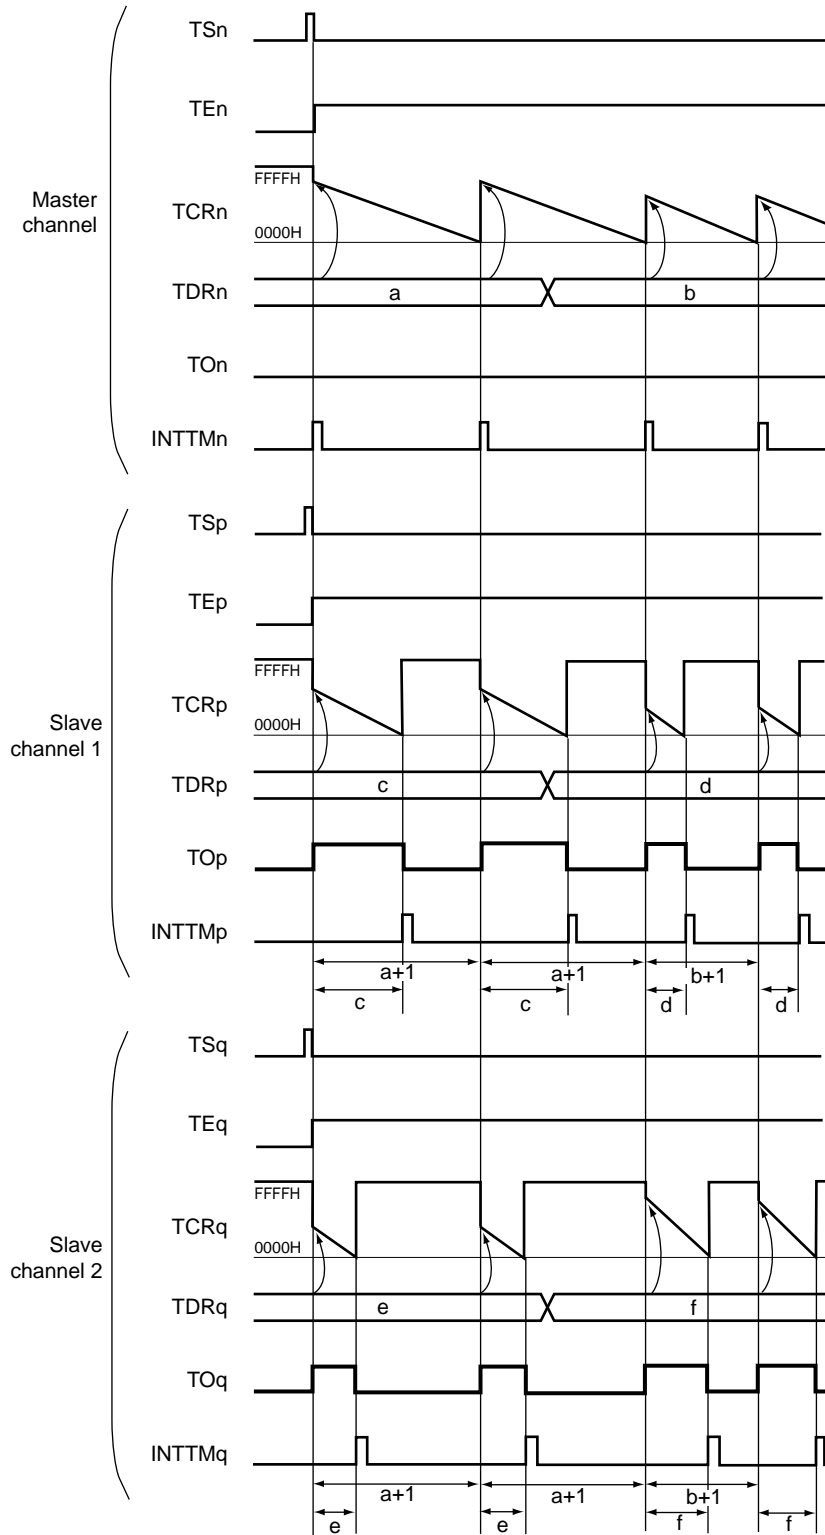 TSn
TEn
Master
channel
FFFFH
TCRn
0000H
TDRn
a
b
TOn
INTTMn
TSp
TEp
FFFFH
TCRp
0000H
Slave
channel 1
TDRp
c
d
TOp
INTTMp
a+1
a+1
b+1
c
c
d
d
TSq
TEq
FFFFH
TCRq
0000H
Slave
channel 2
TDRq
e
f
TOq
INTTMq
a+1
a+1
b+1
e
e
f
f